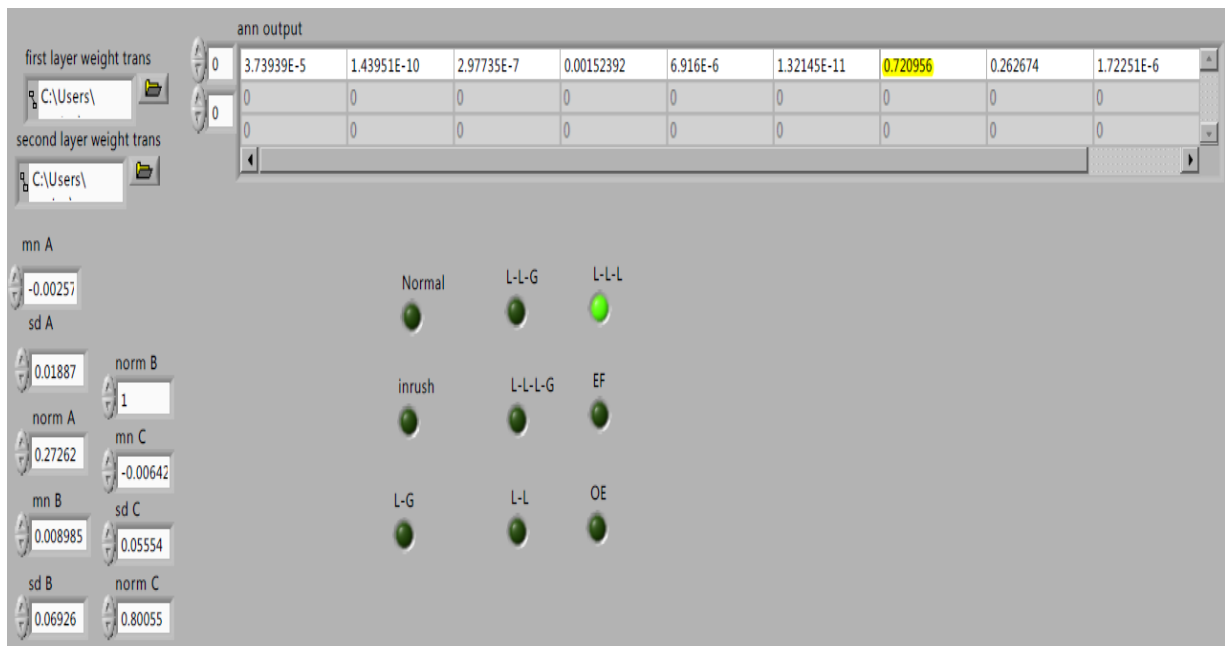 ann output
first layer weight trans
0 3.73939E-5 1.43951E-10 2.97735E-7 0.00152392 6.916E-6 1.32145E-11 0.720956 0.262674 1.72251E-6
C:\Users\
0 0 0 0 0 0 0 0 0
0
0 0 0 0 0 0 0 0 0
second layer weight trans
C:\Users\
mn A
-0.00257
sd A
0.01887
norm B
1
norm A
0.27262
mn C
-0.00642
mn B
0.008985
sd C
0.05554
sd B
0.06926
norm C
0.80055
Normal L-L-G L-L-L
inrush L-L-L-G EF
L-G L-L OE